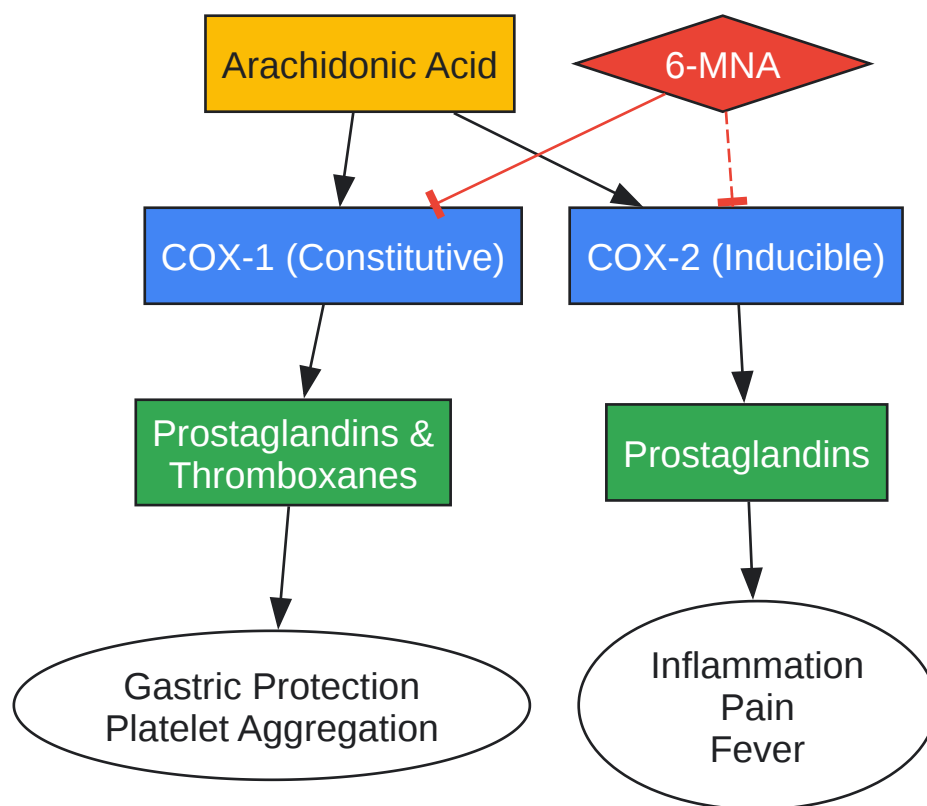 Arachidonic Acid
6-MNA
COX-1 (Constitutive)
COX-2 (Inducible)
Prostaglandins &
Thromboxanes
Prostaglandins
Gastric Protection
Platelet Aggregation
Inflammation
Pain
Fever